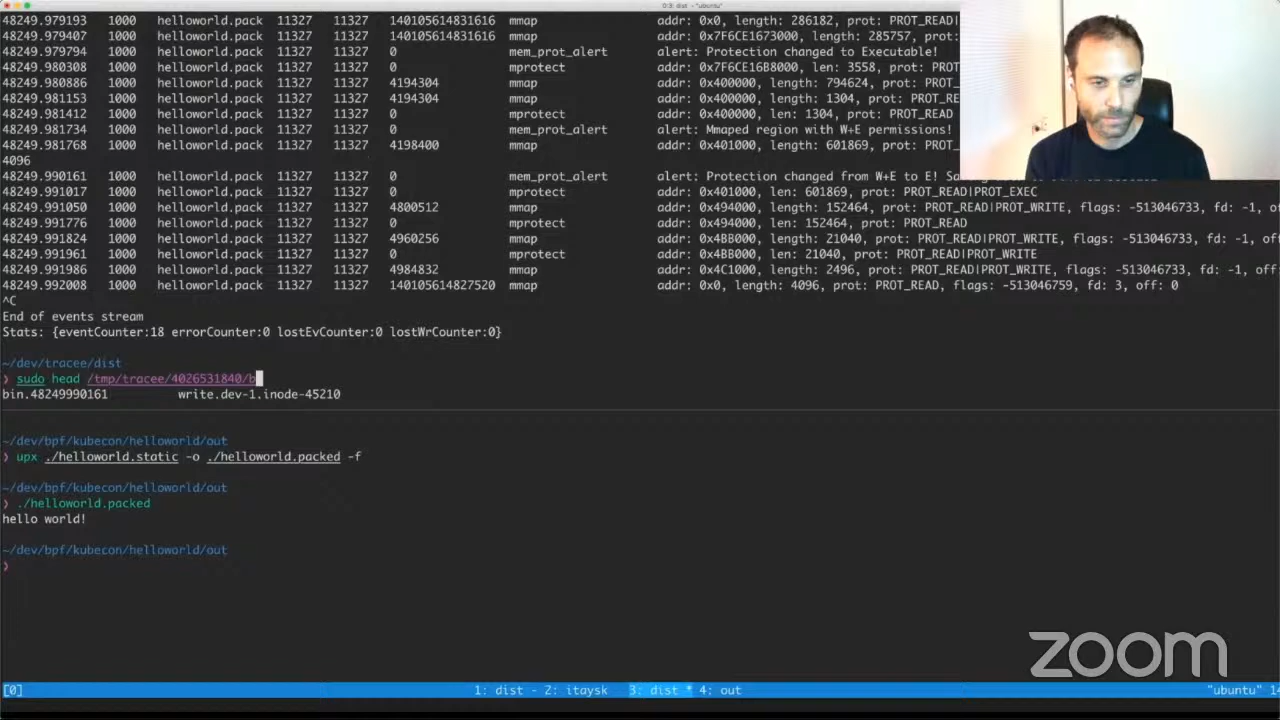 0:3: dist - "ubuntu"
48249.979193 1000 helloworld.pack 11327 11327 140105614831616 mmap addr: 0x0, length: 286182, prot: PROT_READ|
48249.979407 1000 helloworld.pack 11327 11327 140105614831616 mmap addr: 0x7F6CE1673000, length: 285757, prot:
48249.979794 1000 helloworld.pack 11327 11327 0 mem_prot_alert alert: Protection changed to Executable!
48249.980308 1000 helloworld.pack 11327 11327 0 mprotect addr: 0x7F6CE16B8000, len: 3558, prot: PROT_READ|
48249.980886 1000 helloworld.pack 11327 11327 4194304 mmap addr: 0x400000, length: 794624, prot:
48249.981153 1000 helloworld.pack 11327 11327 4194304 mmap addr: 0x400000, length: 1304, prot: PROT_RE
48249.981412 1000 helloworld.pack 11327 11327 0 mprotect addr: 0x400000, len: 1304, prot: PROT_READ
48249.981734 1000 helloworld.pack 11327 11327 0 mem_prot_alert alert: Mmaped region with W+E permissions!
48249.981768 1000 helloworld.pack 11327 11327 4198400 mmap addr: 0x401000, length: 601869, prot:
4096
48249.990161 1000 helloworld.pack 11327 11327 0 mem_prot_alert alert: Protection changed from W+E to E!
48249.991017 1000 helloworld.pack 11327 11327 0 mprotect addr: 0x401000, len: 601869, prot: PROT_READ|PROT_EXEC
48249.991050 1000 helloworld.pack 11327 11327 4800512 mmap addr: 0x494000, length: 152464, prot: PROT_READ|PROT_WRITE, flags: -513046733, fd: -1, o
48249.991776 1000 helloworld.pack 11327 11327 0 mprotect addr: 0x494000, len: 152464, prot: PROT_READ
48249.991824 1000 helloworld.pack 11327 11327 4960256 mmap addr: 0x4BB000, length: 21040, prot: PROT_READ|PROT_WRITE, flags: -513046733, fd: -1, of
48249.991961 1000 helloworld.pack 11327 11327 0 mprotect addr: 0x4BB000, len: 21040, prot: PROT_READ|PROT_WRITE
48249.991986 1000 helloworld.pack 11327 11327 4984832 mmap addr: 0x4C1000, length: 2496, prot: PROT_READ|PROT_WRITE, flags: -513046733, fd: -1, off
48249.992008 1000 helloworld.pack 11327 11327 140105614827520 mmap addr: 0x0, length: 4096, prot: PROT_READ, flags: -513046759, fd: 3, off: 0
^C
End of events stream
Stats: {eventCounter:18 errorCounter:0 lostEvCounter:0 lostWrCounter:0}
~/dev/tracee/dist
❯ sudo head /tmp/tracee/4026531840/b
bin.48249990161 write.dev-1.inode-45210
~/dev/bpf/kubecon/helloworld/out
❯ upx ./helloworld.static -o ./helloworld.packed -f
~/dev/bpf/kubecon/helloworld/out
❯ ./helloworld.packed
hello world!
~/dev/bpf/kubecon/helloworld/out
❯
zoom
[0] 1: dist - 2: itaysk 3: dist * 4: out "ubuntu" 14